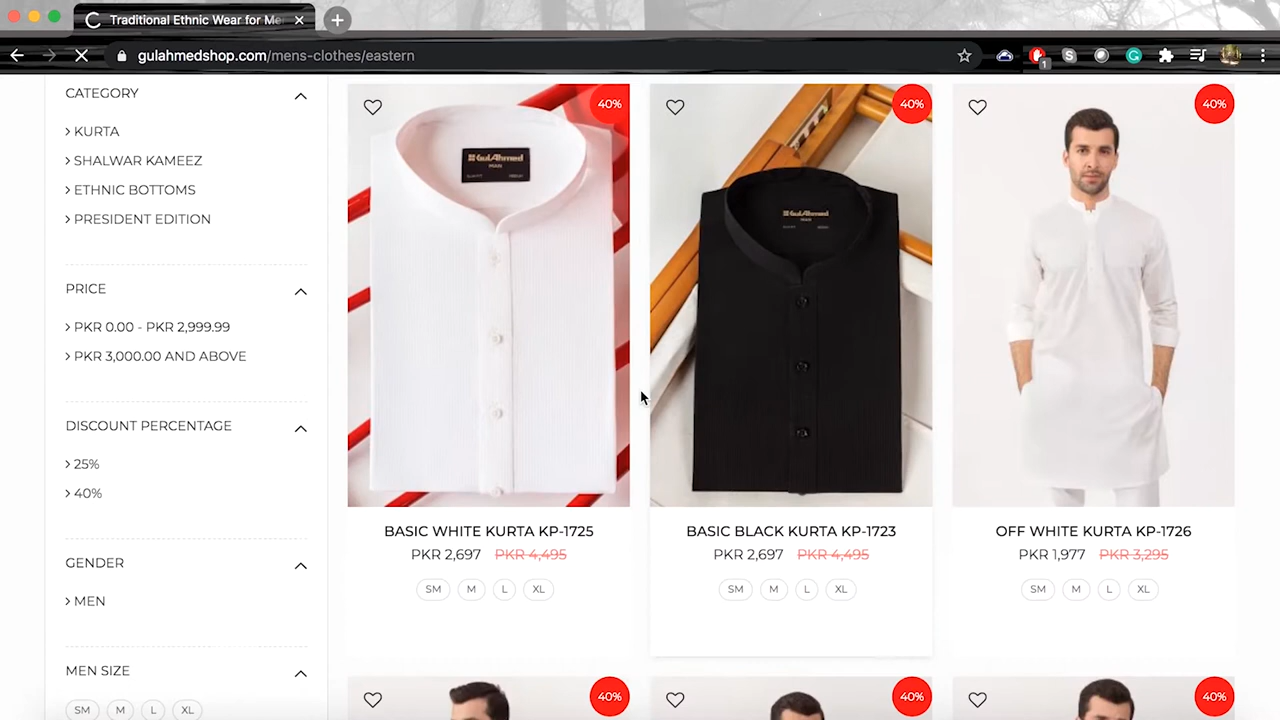 Traditional Ethnic Wear for Me
gulahmedshop.com/mens-clothes/eastern
1
CATEGORY
KURTA
SHALWAR KAMEEZ
ETHNIC BOTTOMS
PRESIDENT EDITION
PRICE
PKR 0.00 - PKR 2,999.99
PKR 3,000.00 AND ABOVE
DISCOUNT PERCENTAGE
25%
40%
GENDER
MEN
MEN SIZE
SM M L XL
40% 40% 40%
GulAhmed
MAN
GulAhmed
BASIC WHITE KURTA KP-1725
PKR 2,697 PKR 4,495
SM M L XL
BASIC BLACK KURTA KP-1723
PKR 2,697 PKR 4,495
SM M L XL
OFF WHITE KURTA KP-1726
PKR 1,977 PKR 3,295
SM M L XL
40% 40% 40%